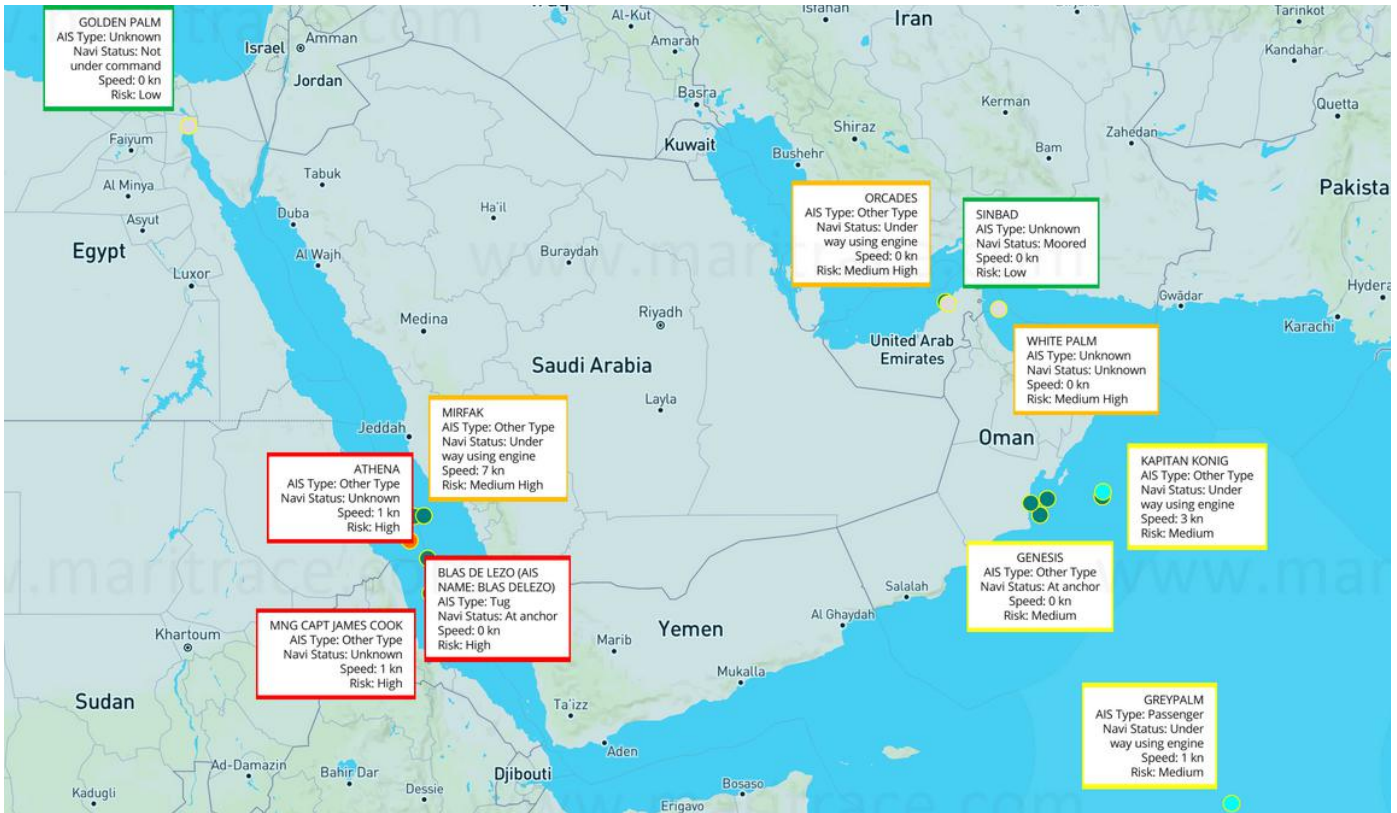 GOLDEN PALM
AIS Type: Unknown
Navi Status: Not
under command
Speed: 0 kn
Risk: Low
Israel
Amman
Jordan
Al-Kut
Amarah
Basra
Kuwait
Isfahan
Iran
Shiraz
Bushehr
Kerman
Bam
Zahedan
Tarinkot
Kandahar
Quetta
Pakista
Hydera
Gwādar
Karachi
Faiyum
Al Minya
Asyut
Egypt
Luxor
Tabuk
Duba
Al Wajh
Ha'il
Buraydah
Medina
Riyadh
Saudi Arabia
Layla
Jeddah
ORCADES
AIS Type: Other Type
Navi Status: Under
way using engine
Speed: 0 kn
Risk: Medium High
SINBAD
AIS Type: Unknown
Navi Status: Moored
Speed: 0 kn
Risk: Low
United Arab
Emirates
WHITE PALM
AIS Type: Unknown
Navi Status: Unknown
Speed: 0 kn
Risk: Medium High
Oman
MIRFAK
AIS Type: Other Type
Navi Status: Under
way using engine
Speed: 7 kn
Risk: Medium High
ATHENA
AIS Type: Other Type
Navi Status: Unknown
Speed: 1 kn
Risk: High
KAPITAN KONIG
AIS Type: Other Type
Navi Status: Under
way using engine
Speed: 3 kn
Risk: Medium
GENESIS
AIS Type: Other Type
Navi Status: At anchor
Speed: 0 kn
Risk: Medium
BLAS DE LEZO (AIS
NAME: BLAS DELEZO)
AIS Type: Tug
Navi Status: At anchor
Speed: 0 kn
Risk: High
MNG CAPT JAMES COOK
AIS Type: Other Type
Navi Status: Unknown
Speed: 1 kn
Risk: High
Salalah
Al Ghaydah
Yemen
Marib
Mukalla
Ta'izz
Aden
Khartoum
Sudan
GREYPALM
AIS Type: Passenger
Navi Status: Under
way using engine
Speed: 1 kn
Risk: Medium
Ad-Damazin
Bahir Dar
Dessie
Djibouti
Kadugli
Bosaso
Erigavo
www.maritrace.com